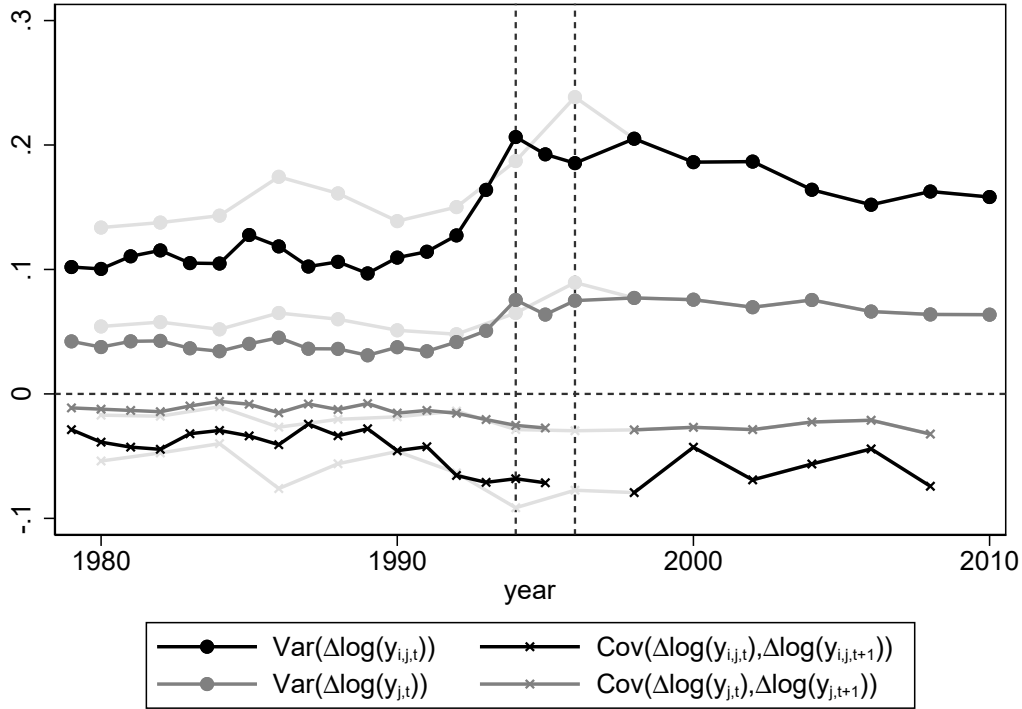 .3
.2
.1
0
-.1
1980 1990 2000 2010
year
Var(Δlog(yi,j,t)) Cov(Δlog(yi,j,t),Δlog(yi,j,t+1))
Var(Δlog(yj,t)) Cov(Δlog(yj,t),Δlog(yj,t+1))